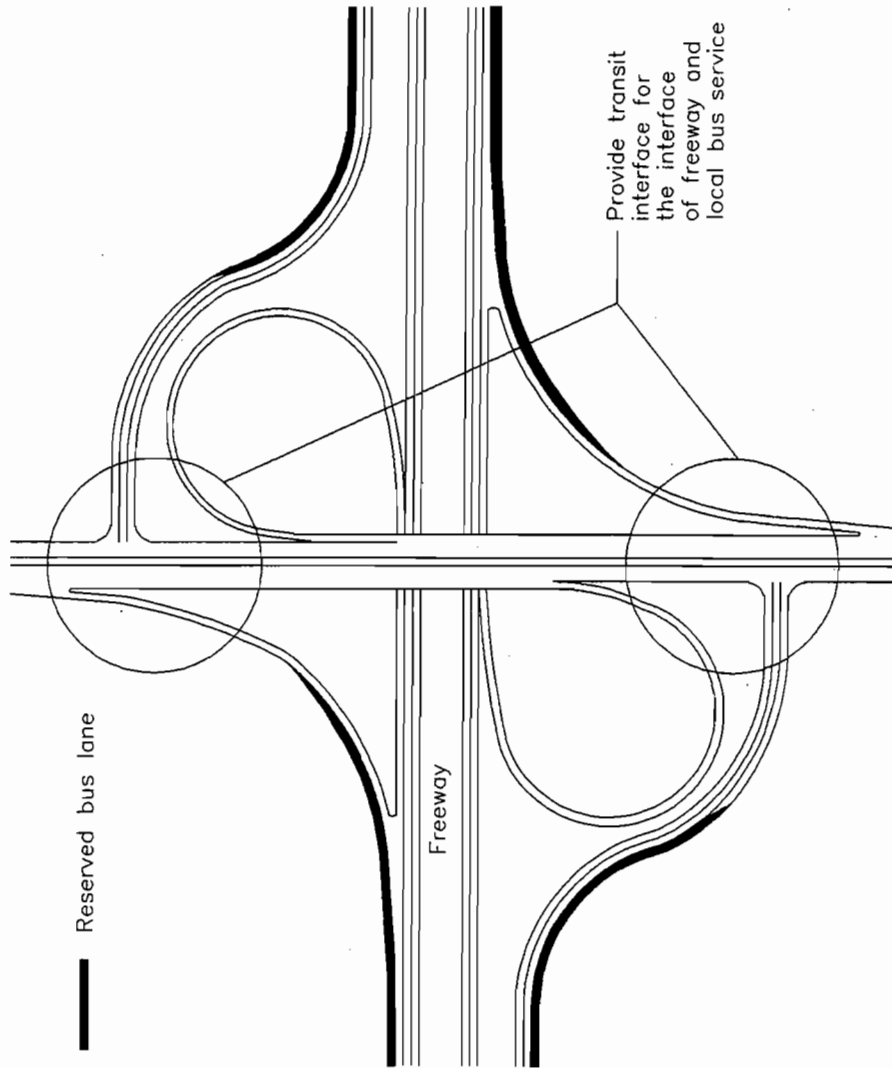 Reserved bus lane
Freeway
Provide transit
interface for
the interface
of freeway and
local bus service